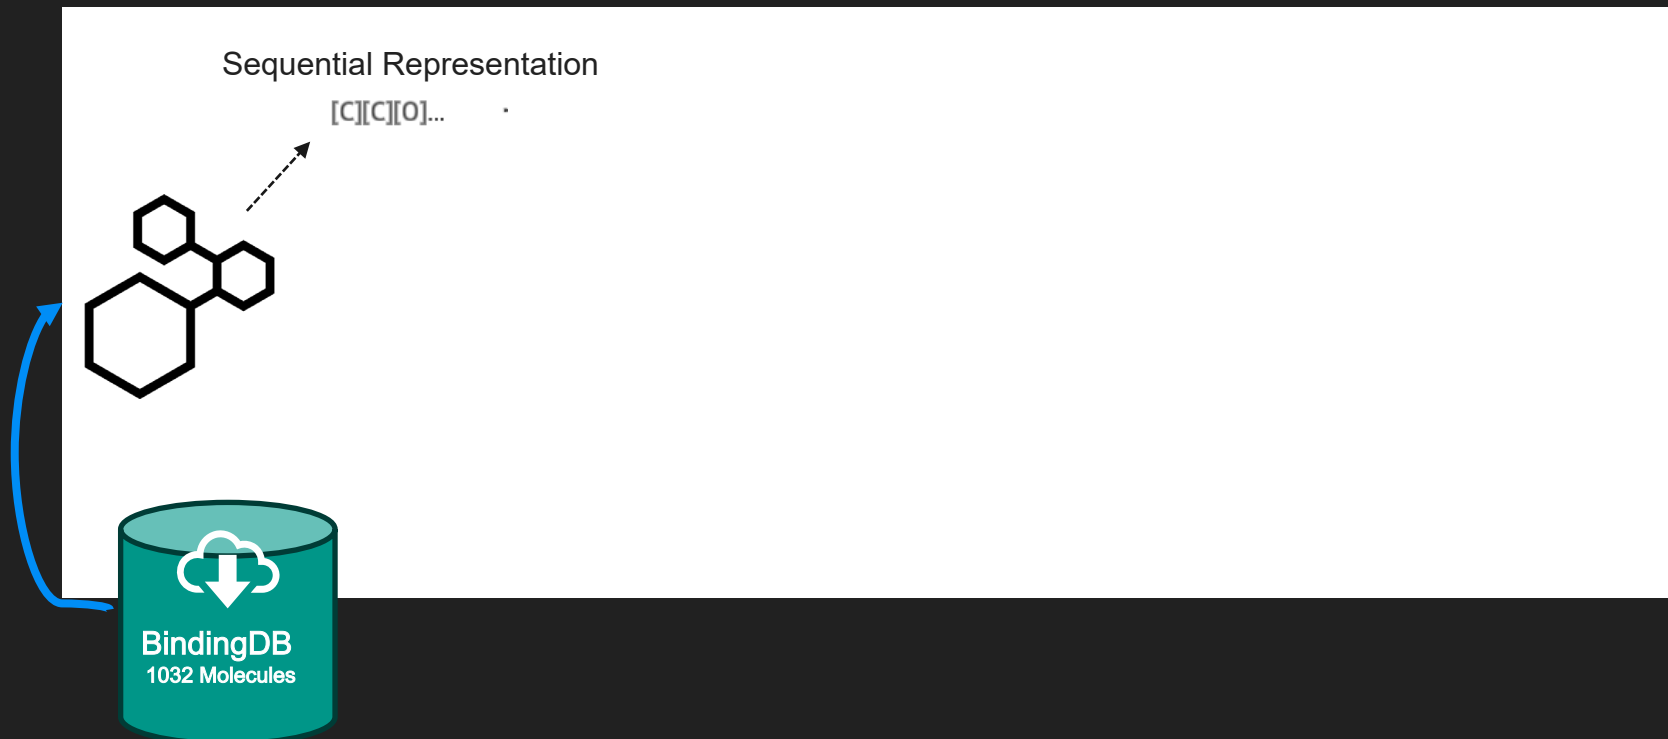 Sequential Representation
[C][C][O]...
BindingDB
1032 Molecules